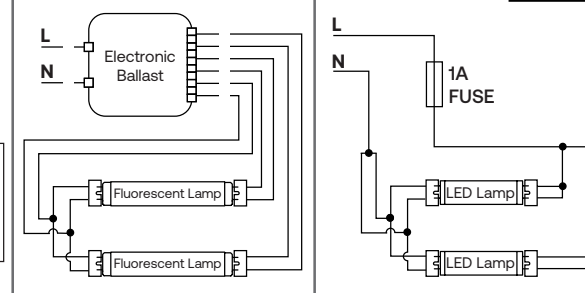 L
N
Electronic
Ballast
Fluorescent Lamp
Fluorescent Lamp
L
N
1A
FUSE
LED Lamp
LED Lamp